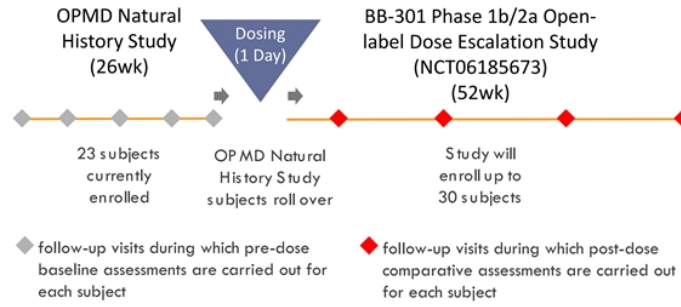 OPMD Natural
History Study
(26wk)
Dosing
(1 Day)
BB-301 Phase 1b/2a Open-
label Dose Escalation Study
(NCT06185673)
(52wk)
23 subjects
currently
enrolled
OPMD Natural
History Study
subjects roll over
Study will
enroll up to
30 subjects
follow-up visits during which pre-dose
baseline assessments are carried out for
each subject
follow-up visits during which post-dose
comparative assessments are carried out
for each subject